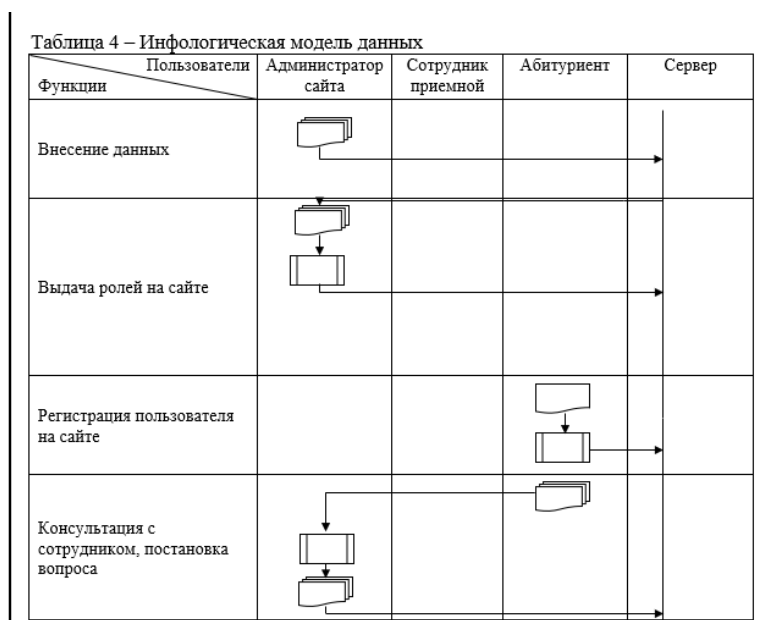 Таблица 4 – Инфологическая модель данных
Пользователи
Функции
Администратор
сайта
Сотрудник
приемной
Абитуриент
Сервер
Внесение данных
Выдача ролей на сайте
Регистрация пользователя
на сайте
Консультация с
сотрудником, постановка
вопроса